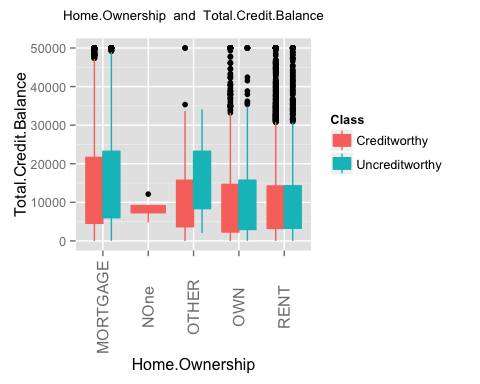 Home.Ownership and Total.Credit.Balance
Total.Credit.Balance
50000
40000
30000
20000
10000
0
MORTGAGE
NOne
OTHER
OWN
RENT
Home.Ownership
Class
Creditworthy
Uncreditworthy